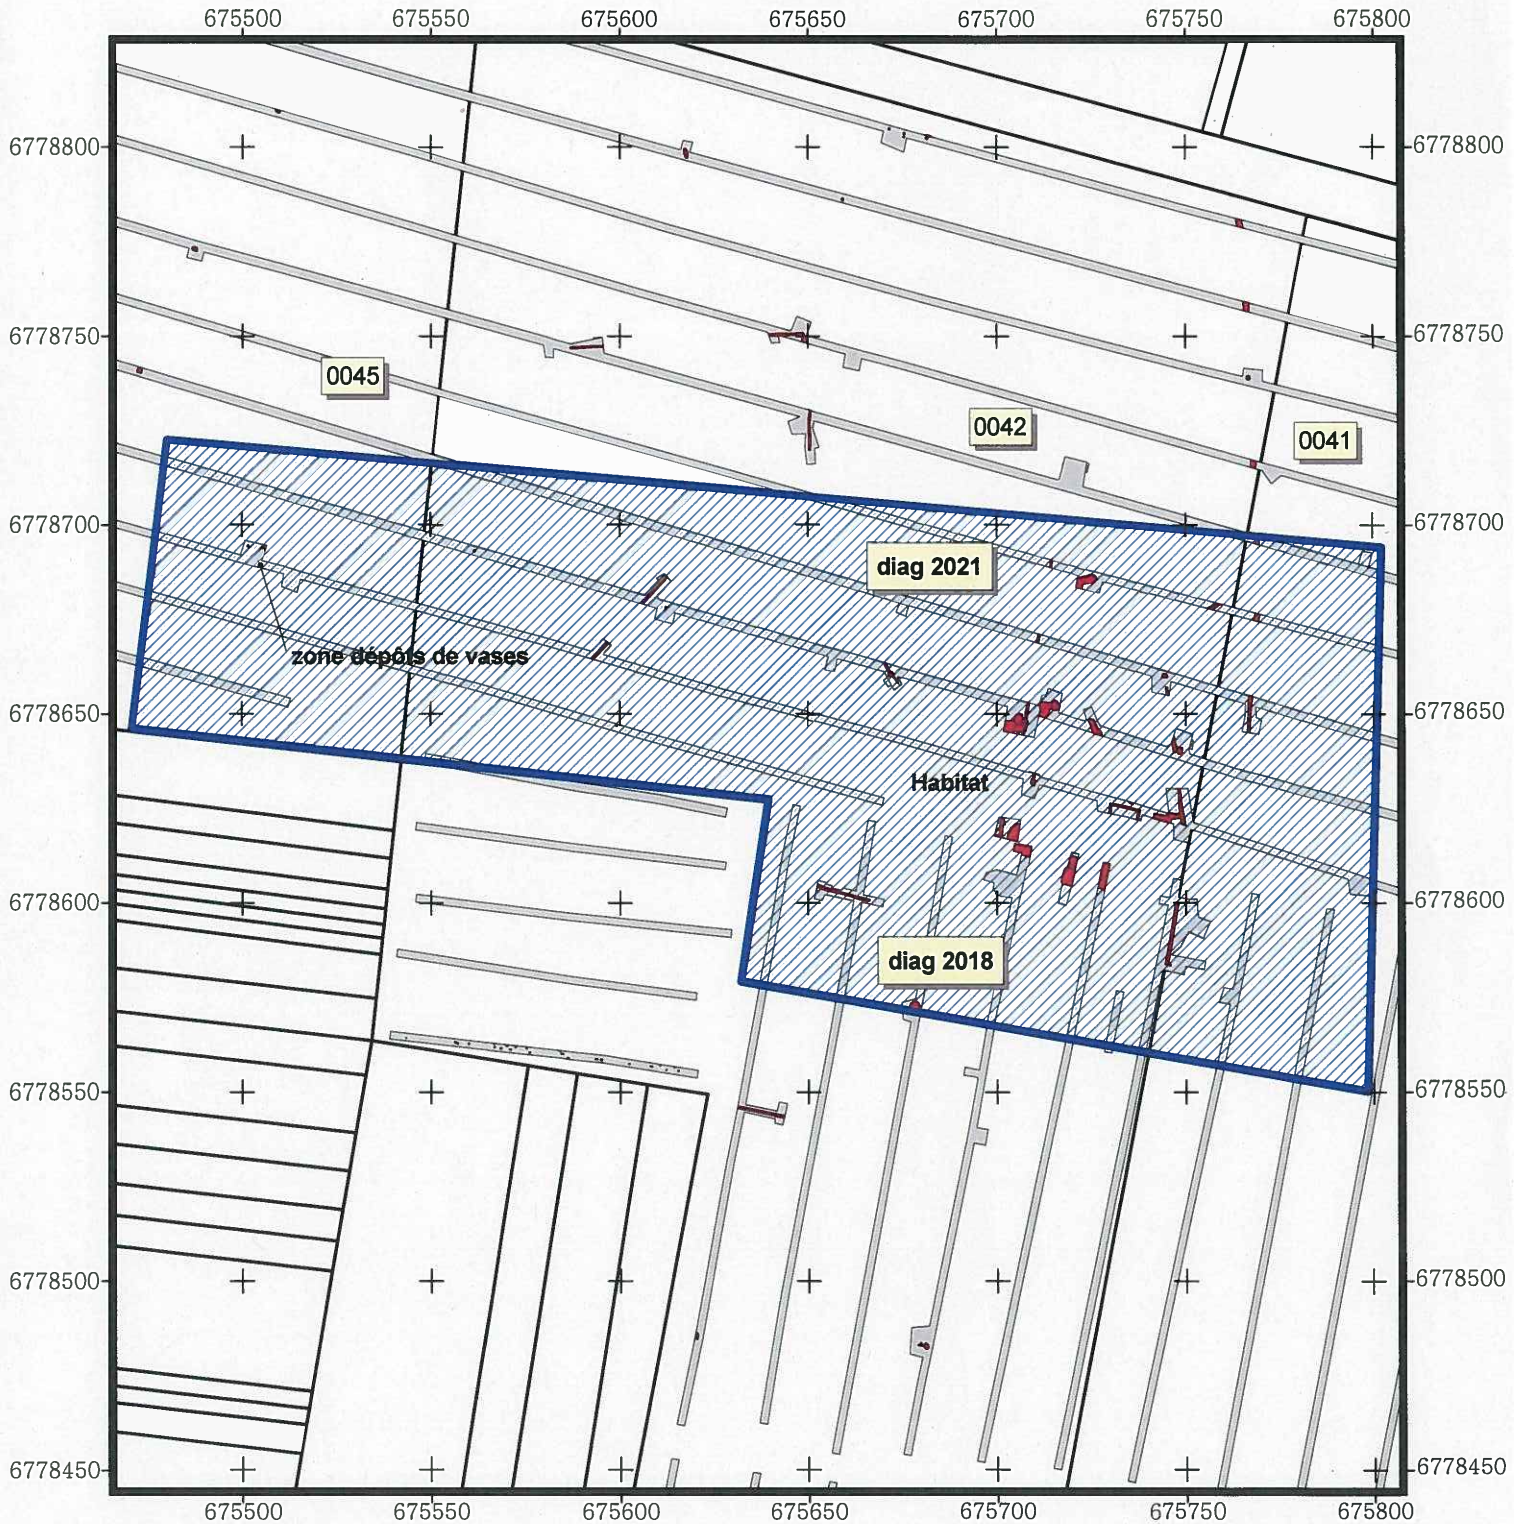 675500 675550 675600 675650 675700 675750 675800
6778800 6778800
6778750 6778750
0045
0042
0041
6778700 6778700
diag 2021
zone dépôts de vases
6778650 6778650
Habitat
6778600 6778600
diag 2018
6778550 6778550
6778500 6778500
6778450 6778450
675500 675550 675600 675650 675700 675750 675800